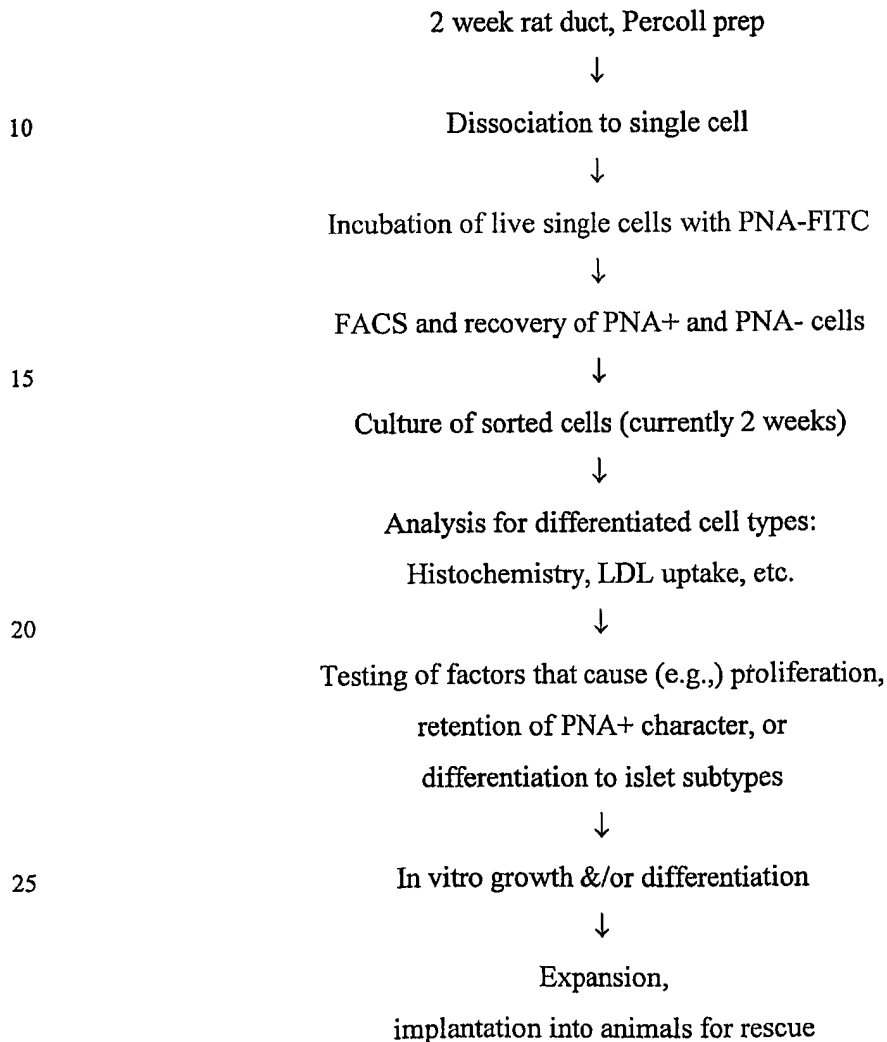 2 week rat duct, Percoll prep
↓
10 Dissociation to single cell
↓
Incubation of live single cells with PNA-FITC
↓
FACS and recovery of PNA+ and PNA- cells
15 ↓
Culture of sorted cells (currently 2 weeks)
↓
Analysis for differentiated cell types:
Histochemistry, LDL uptake, etc.
20 ↓
Testing of factors that cause (e.g.,) proliferation,
retention of PNA+ character, or
differentiation to islet subtypes
↓
25 In vitro growth &/or differentiation
↓
Expansion,
implantation into animals for rescue